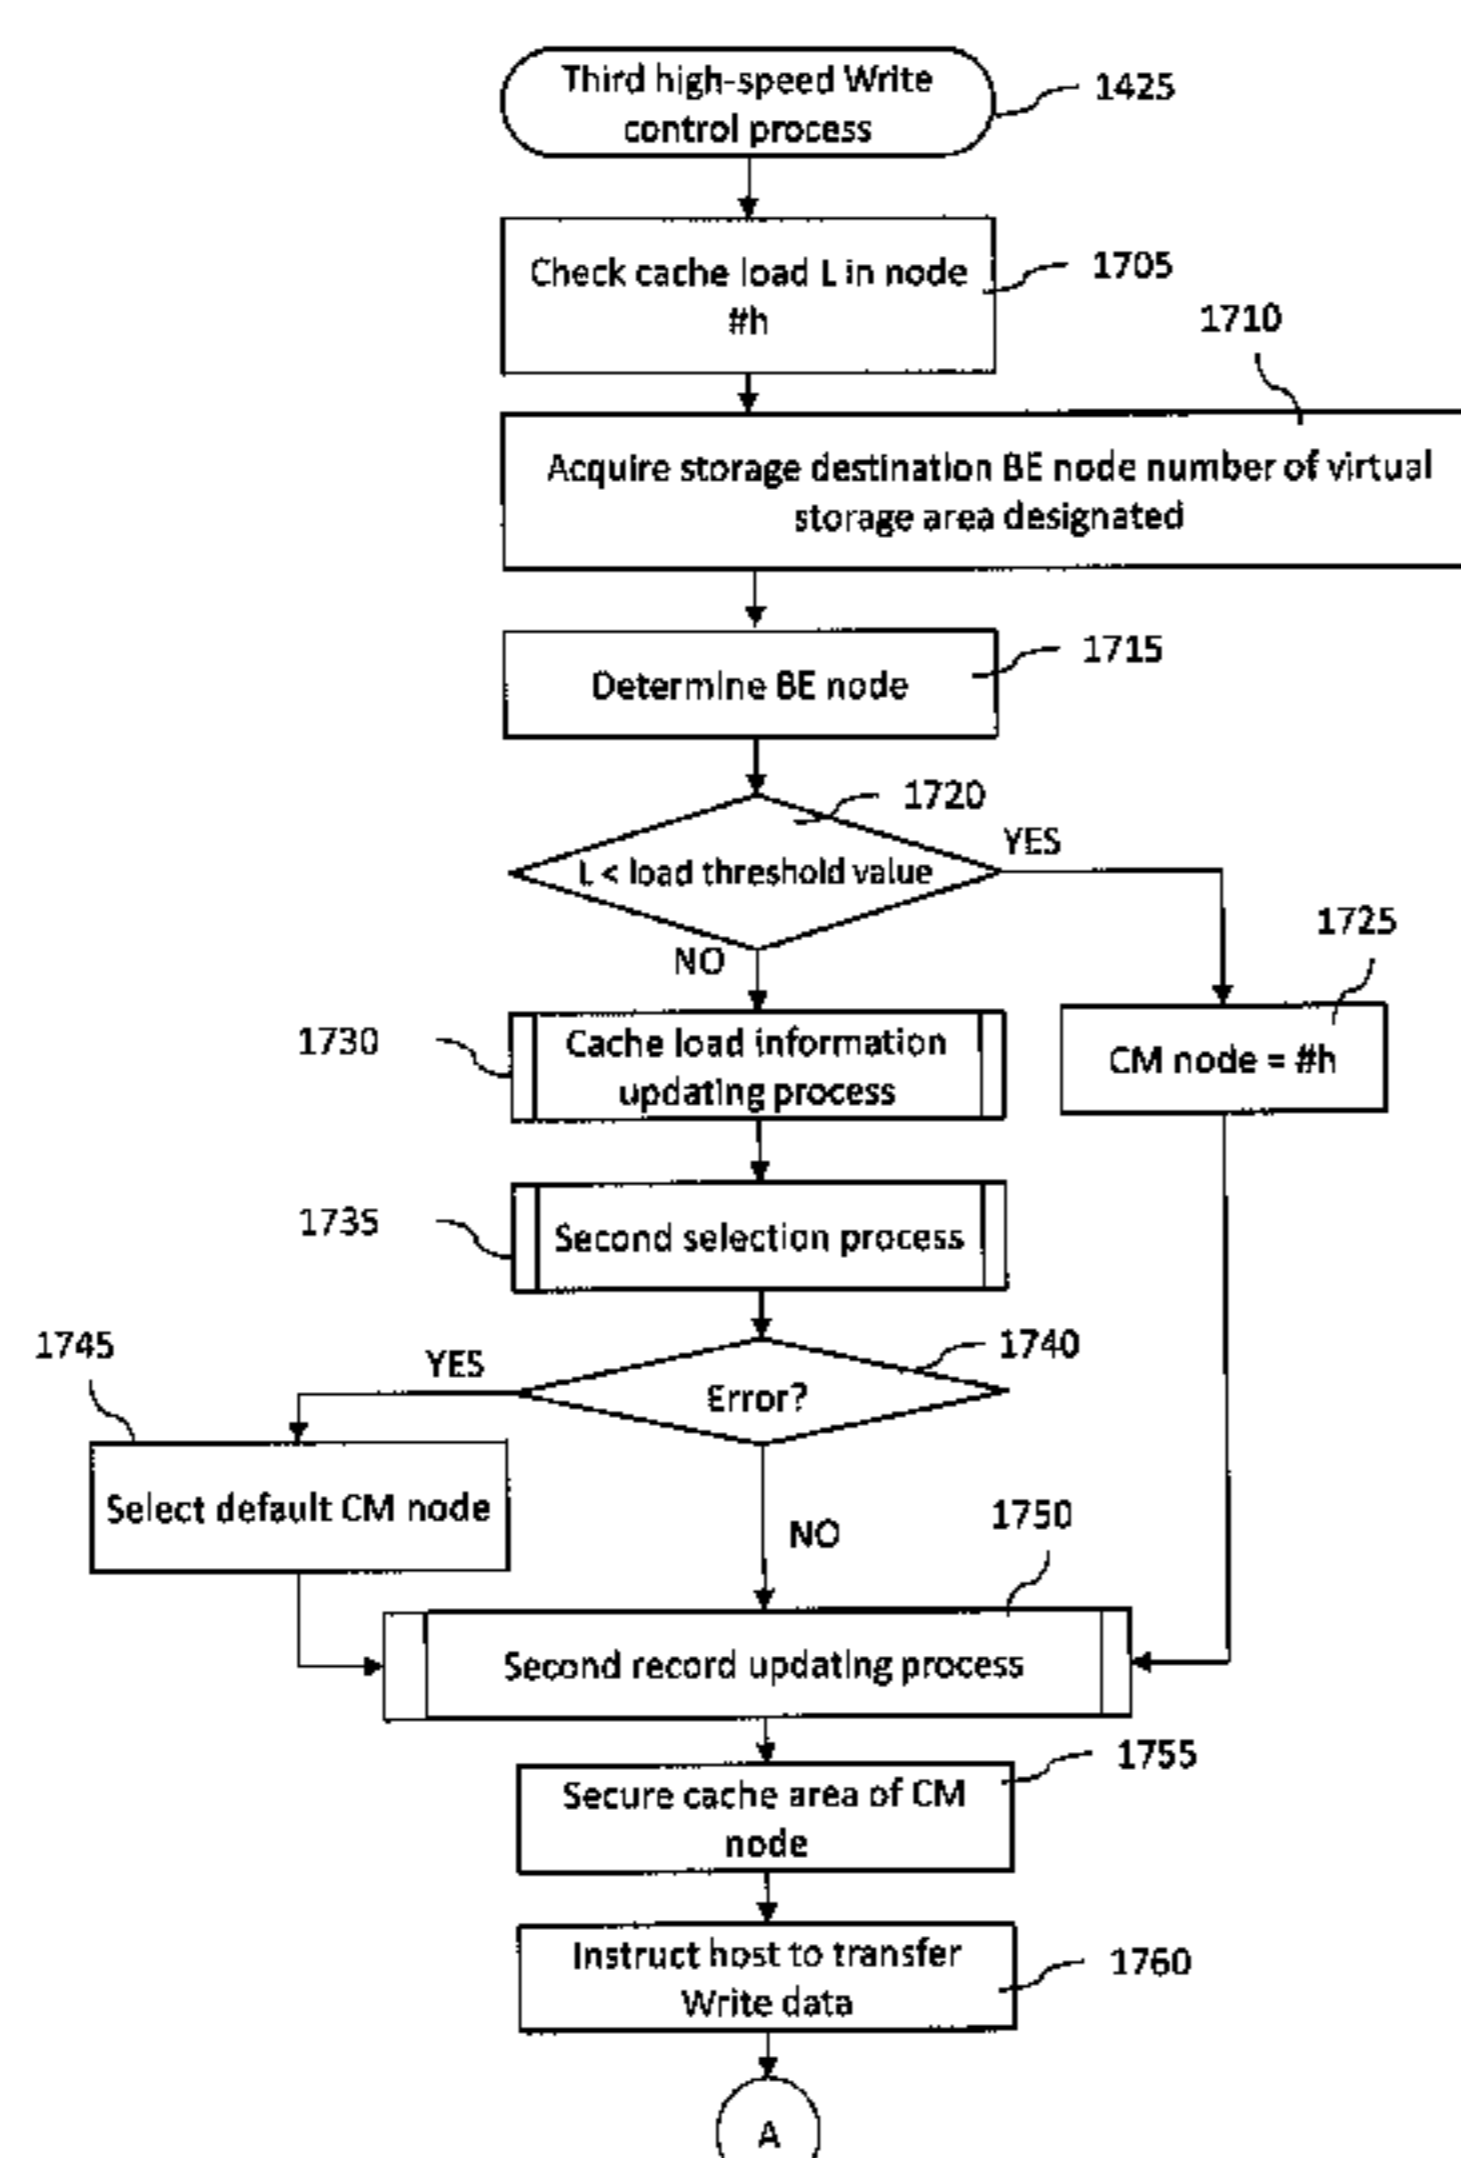 Third high-speed Write
control process
1425
Check cache load L in node
#h
1705
1710
Acquire storage destination BE node number of virtual
storage area designated
Determine BE node
1715
1720
L < load threshold value
YES
NO
1725
CM node = #h
1730
Cache load information
updating process
1735
Second selection process
1745
YES
1740
Error?
Select default CM node
NO
1750
Second record updating process
1755
Secure cache area of CM
node
Instruct host to transfer
Write data
1760
A